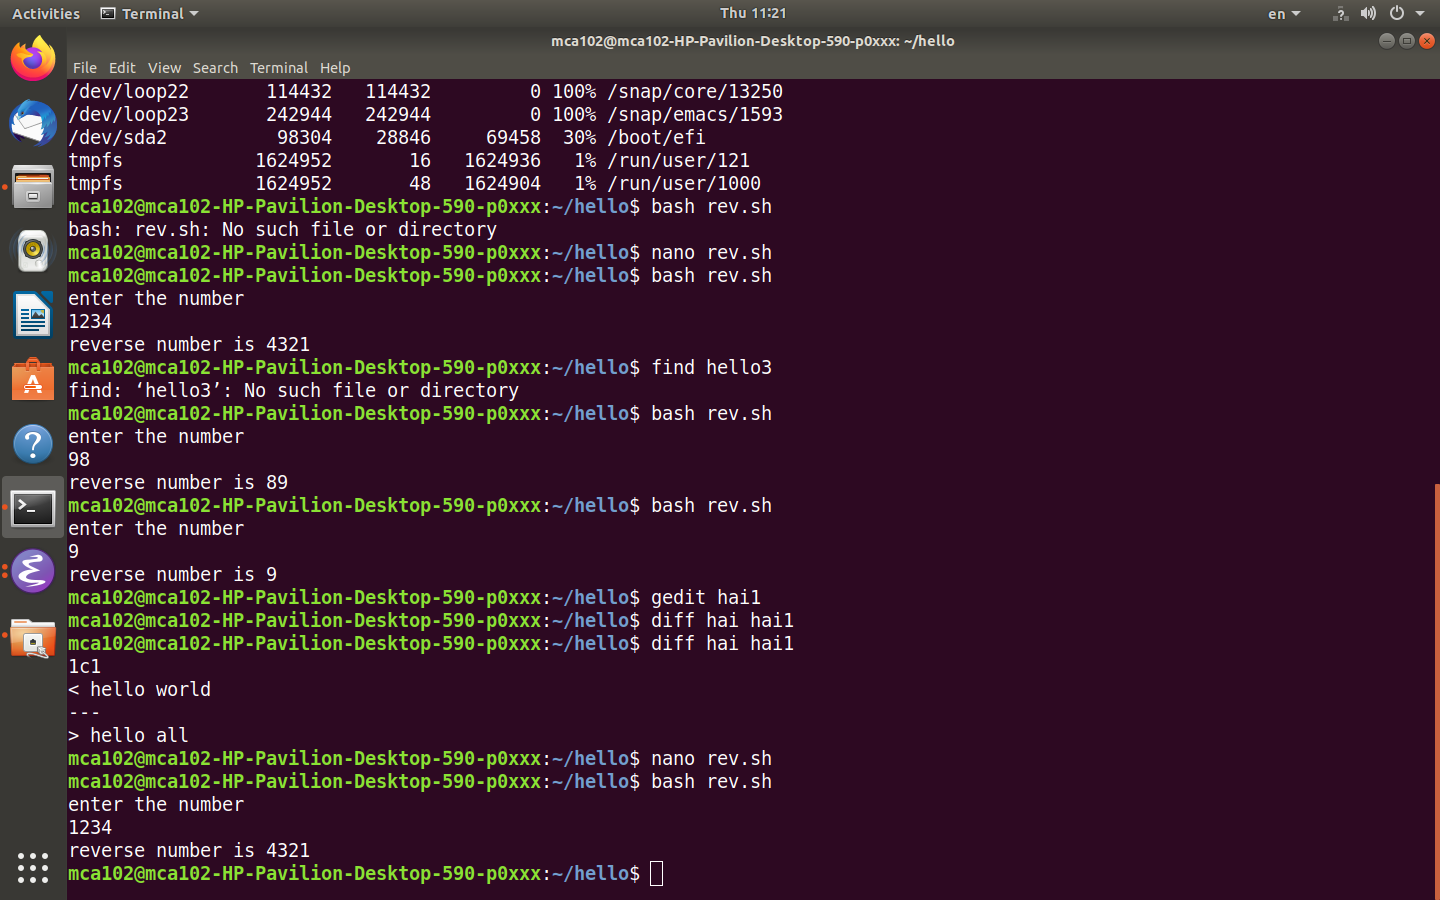 Activities Terminal Thu 11:21 en
mca102@mca102-HP-Pavilion-Desktop-590-p0xxx: ~/hello
File Edit View Search Terminal Help
/dev/loop22 114432 114432 0 100% /snap/core/13250
/dev/loop23 242944 242944 0 100% /snap/emacs/1593
/dev/sda2 98304 28846 69458 30% /boot/efi
tmpfs 1624952 16 1624936 1% /run/user/121
tmpfs 1624952 48 1624904 1% /run/user/1000
mca102@mca102-HP-Pavilion-Desktop-590-p0xxx:~/hello$ bash rev.sh
bash: rev.sh: No such file or directory
mca102@mca102-HP-Pavilion-Desktop-590-p0xxx:~/hello$ nano rev.sh
mca102@mca102-HP-Pavilion-Desktop-590-p0xxx:~/hello$ bash rev.sh
enter the number
1234
reverse number is 4321
mca102@mca102-HP-Pavilion-Desktop-590-p0xxx:~/hello$ find hello3
find: ‘hello3’: No such file or directory
mca102@mca102-HP-Pavilion-Desktop-590-p0xxx:~/hello$ bash rev.sh
enter the number
98
reverse number is 89
mca102@mca102-HP-Pavilion-Desktop-590-p0xxx:~/hello$ bash rev.sh
enter the number
9
reverse number is 9
mca102@mca102-HP-Pavilion-Desktop-590-p0xxx:~/hello$ gedit hai1
mca102@mca102-HP-Pavilion-Desktop-590-p0xxx:~/hello$ diff hai hai1
mca102@mca102-HP-Pavilion-Desktop-590-p0xxx:~/hello$ diff hai hai1
1c1
< hello world
---
> hello all
mca102@mca102-HP-Pavilion-Desktop-590-p0xxx:~/hello$ nano rev.sh
mca102@mca102-HP-Pavilion-Desktop-590-p0xxx:~/hello$ bash rev.sh
enter the number
1234
reverse number is 4321
mca102@mca102-HP-Pavilion-Desktop-590-p0xxx:~/hello$